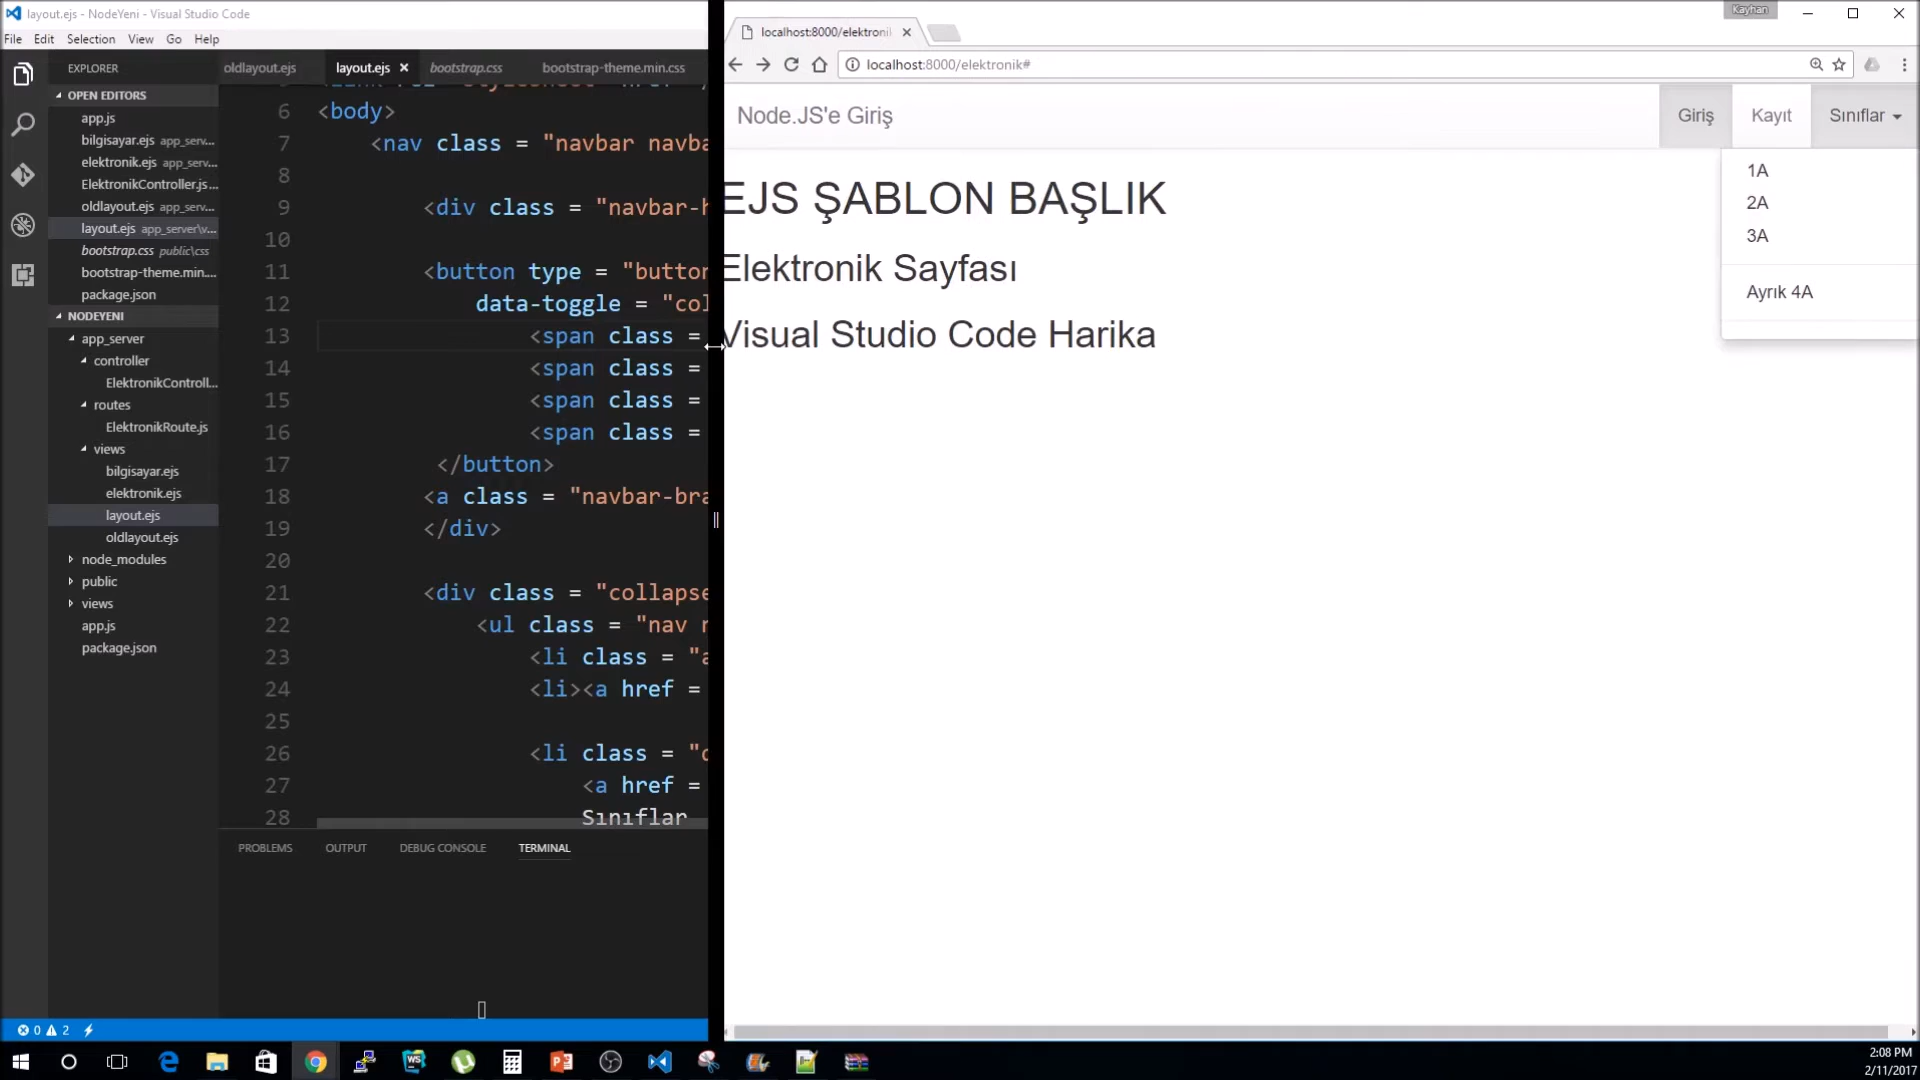 layout.ejs - NodeYeni - Visual Studio Code
File Edit Selection View Go Help
EXPLORER
OPEN EDITORS
app.js
bilgisayar.ejs app_serv...
elektronik.ejs app_serv...
ElektronikController.js...
oldlayout.ejs app_serv...
layout.ejs app_server\v...
bootstrap.css public\css
bootstrap-theme.min....
package.json
NODEYENI
app_server
controller
ElektronikControll...
routes
ElektronikRoute.js
views
bilgisayar.ejs
elektronik.ejs
layout.ejs
oldlayout.ejs
node_modules
public
views
app.js
package.json
oldlayout.ejs layout.ejs bootstrap.css bootstrap-theme.min.css
6 <body>
7 <nav class = "navbar navba
8
9 <div class = "navbar-h
10
11 <button type = "button
12 data-toggle = "col
13 <span class =
14 <span class =
15 <span class =
16 <span class =
17 </button>
18 <a class = "navbar-bra
19 </div>
20
21 <div class = "collapse
22 <ul class = "nav n
23 <li class = "a
24 <li><a href =
25
26 <li class = "d
27 <a href =
28 Sınıflar
PROBLEMS OUTPUT DEBUG CONSOLE TERMINAL
0 2
Kayhan
localhost:8000/elektroni
localhost:8000/elektronik#
Node.JS'e Giriş
Giriş Kayıt Sınıflar
1A
2A
3A
Ayrık 4A
EJS ŞABLON BAŞLIK
Elektronik Sayfası
Visual Studio Code Harika
2:08 PM
2/11/2017